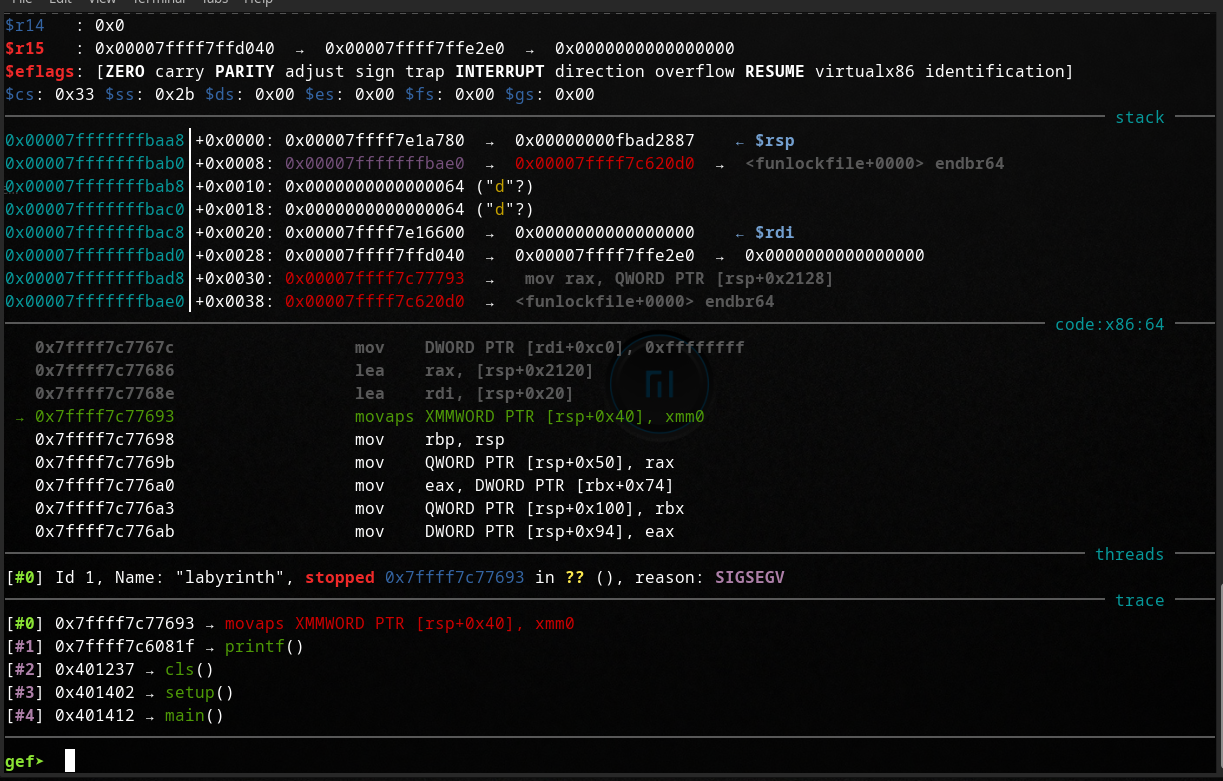 File Edit View Terminal Tabs Help
$r14   : 0x0
$r15   : 0x00007ffff7ffd040  →  0x00007ffff7ffe2e0  →  0x0000000000000000
$eflags: [ZERO carry PARITY adjust sign trap INTERRUPT direction overflow RESUME virtualx86 identification]
$cs: 0x33 $ss: 0x2b $ds: 0x00 $es: 0x00 $fs: 0x00 $gs: 0x00
stack
0x00007fffffffbaa8│+0x0000: 0x00007ffff7e1a780  →  0x00000000fbad2887    ← $rsp
0x00007fffffffbab0│+0x0008: 0x00007fffffffbae0  →  0x00007ffff7c620d0  →  <funlockfile+0000> endbr64
0x00007fffffffbab8│+0x0010: 0x0000000000000064 ("d"?)
0x00007fffffffbac0│+0x0018: 0x0000000000000064 ("d"?)
0x00007fffffffbac8│+0x0020: 0x00007ffff7e16600  →  0x0000000000000000    ← $rdi
0x00007fffffffbad0│+0x0028: 0x00007ffff7ffd040  →  0x00007ffff7ffe2e0  →  0x0000000000000000
0x00007fffffffbad8│+0x0030: 0x00007ffff7c77793  →   mov rax, QWORD PTR [rsp+0x2128]
0x00007fffffffbae0│+0x0038: 0x00007ffff7c620d0  →  <funlockfile+0000> endbr64
code:x86:64
   0x7ffff7c7767c                  mov    DWORD PTR [rdi+0xc0], 0xffffffff
   0x7ffff7c77686                  lea    rax, [rsp+0x2120]
   0x7ffff7c7768e                  lea    rdi, [rsp+0x20]
 → 0x7ffff7c77693                  movaps XMMWORD PTR [rsp+0x40], xmm0
   0x7ffff7c77698                  mov    rbp, rsp
   0x7ffff7c7769b                  mov    QWORD PTR [rsp+0x50], rax
   0x7ffff7c776a0                  mov    eax, DWORD PTR [rbx+0x74]
   0x7ffff7c776a3                  mov    QWORD PTR [rsp+0x100], rbx
   0x7ffff7c776ab                  mov    DWORD PTR [rsp+0x94], eax
threads
[#0] Id 1, Name: "labyrinth", stopped 0x7ffff7c77693 in ?? (), reason: SIGSEGV
trace
[#0] 0x7ffff7c77693 → movaps XMMWORD PTR [rsp+0x40], xmm0
[#1] 0x7ffff7c6081f → printf()
[#2] 0x401237 → cls()
[#3] 0x401402 → setup()
[#4] 0x401412 → main()
gef➤